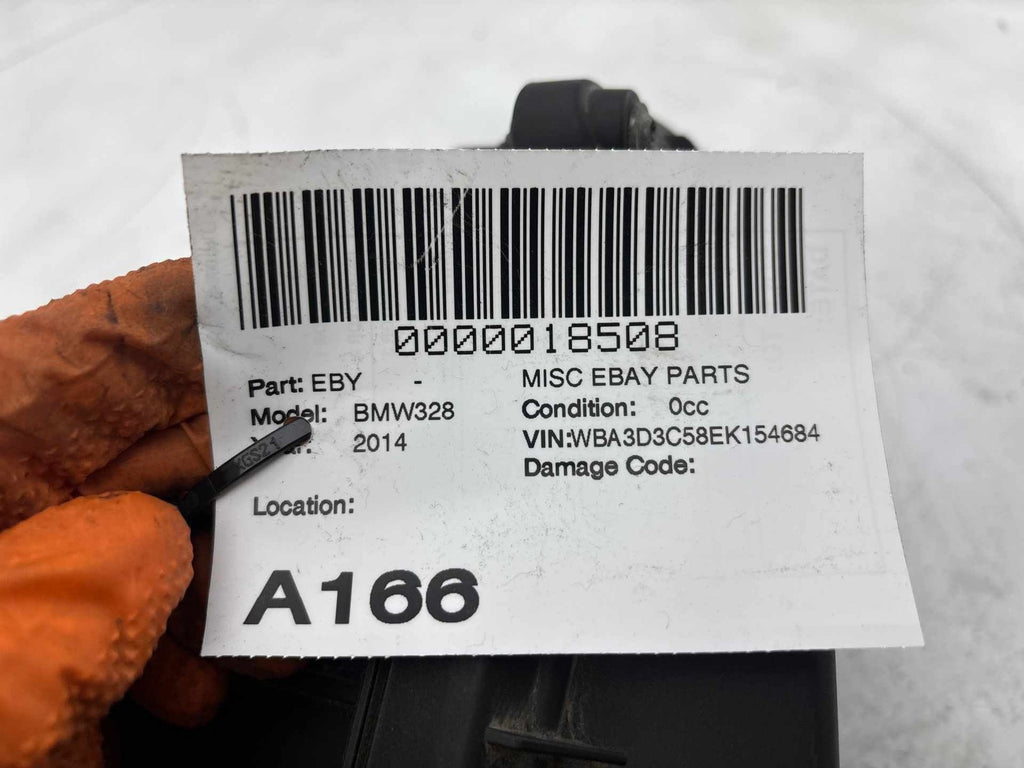 0000018508
Part: EBY - MISC EBAY PARTS
Model: BMW328 Condition: 0cc
2014 VIN:WBA3D3C58EK154684
Damage Code:
Location:
A166